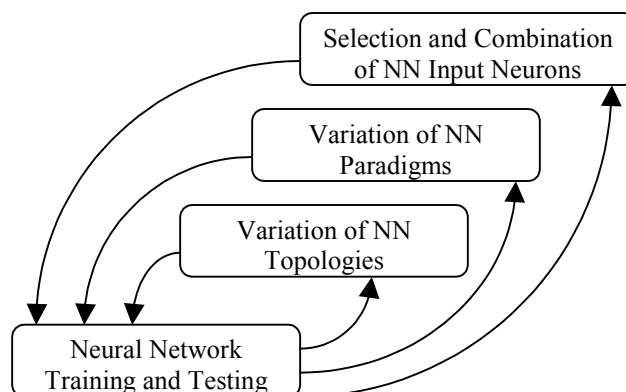 Selection and Combination
of NN Input Neurons
Variation of NN
Paradigms
Variation of NN
Topologies
Neural Network
Training and Testing